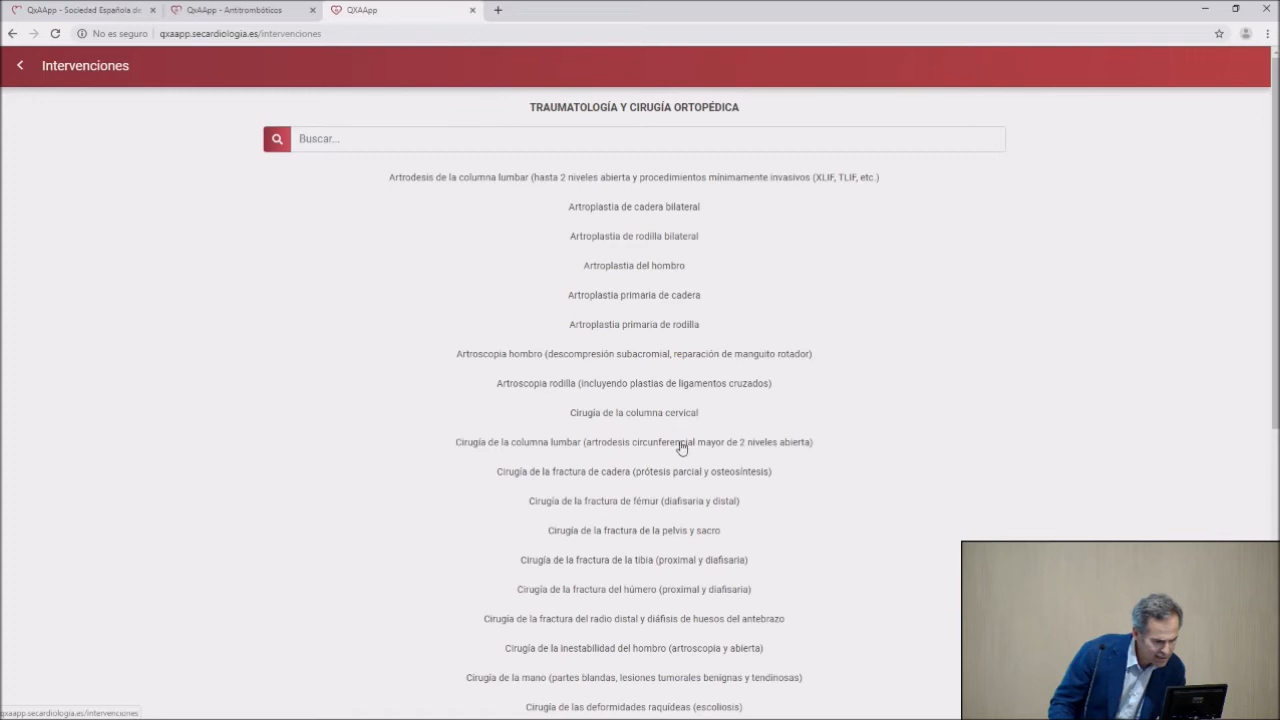 QxAApp - Sociedad Española de
QxAApp - Antitrombóticos
QXAApp
No es seguro
qxaapp.secardiologia.es/intervenciones
Intervenciones
TRAUMATOLOGÍA Y CIRUGÍA ORTOPÉDICA
Buscar...
Artrodesis de la columna lumbar (hasta 2 niveles abierta y procedimientos mínimamente invasivos (XLIF, TLIF, etc.)
Artroplastia de cadera bilateral
Artroplastia de rodilla bilateral
Artroplastia del hombro
Artroplastia primaria de cadera
Artroplastia primaria de rodilla
Artroscopia hombro (descompresión subacromial, reparación de manguito rotador)
Artroscopia rodilla (incluyendo plastias de ligamentos cruzados)
Cirugía de la columna cervical
Cirugía de la columna lumbar (artrodesis circunferencial mayor de 2 niveles abierta)
Cirugía de la fractura de cadera (prótesis parcial y osteosíntesis)
Cirugía de la fractura de fémur (diafisaria y distal)
Cirugía de la fractura de la pelvis y sacro
Cirugía de la fractura de la tibia (proximal y diafisaria)
Cirugía de la fractura del húmero (proximal y diafisaria)
Cirugía de la fractura del radio distal y diáfisis de huesos del antebrazo
Cirugía de la inestabilidad del hombro (artroscopia y abierta)
Cirugía de la mano (partes blandas, lesiones tumorales benignas y tendinosas)
Cirugía de las deformidades raquídeas (escoliosis)
qxaapp.secardiologia.es/intervenciones